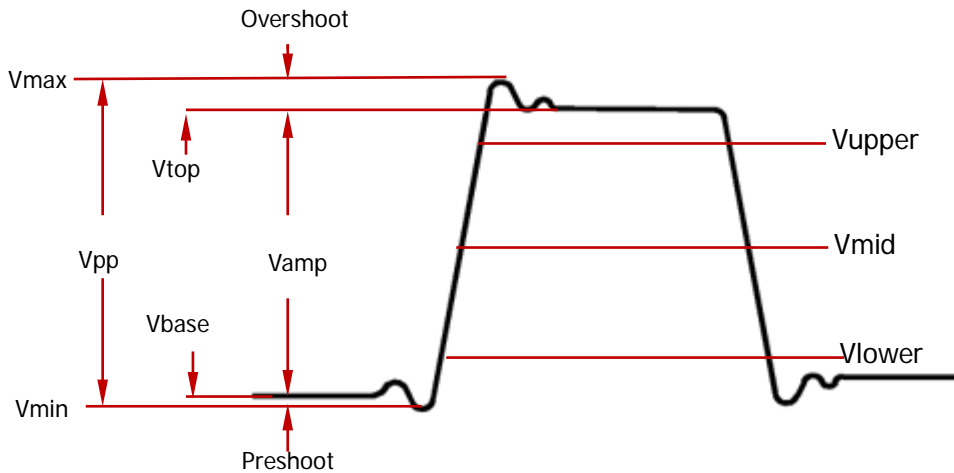 Overshoot
Vmax
Vtop
Vupper
Vpp
Vamp
Vmid
Vbase
Vlower
Vmin
Preshoot